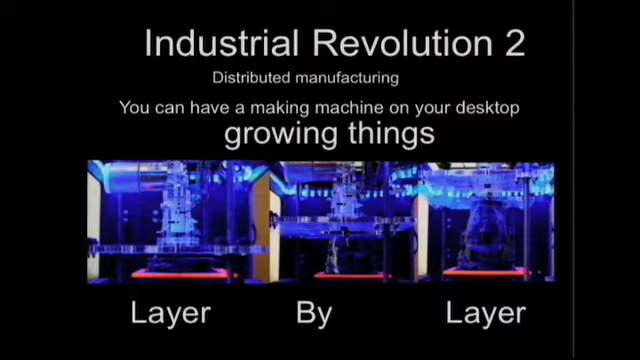 Industrial Revolution 2
Distributed manufacturing
You can have a making machine on your desktop
growing things
Layer By Layer